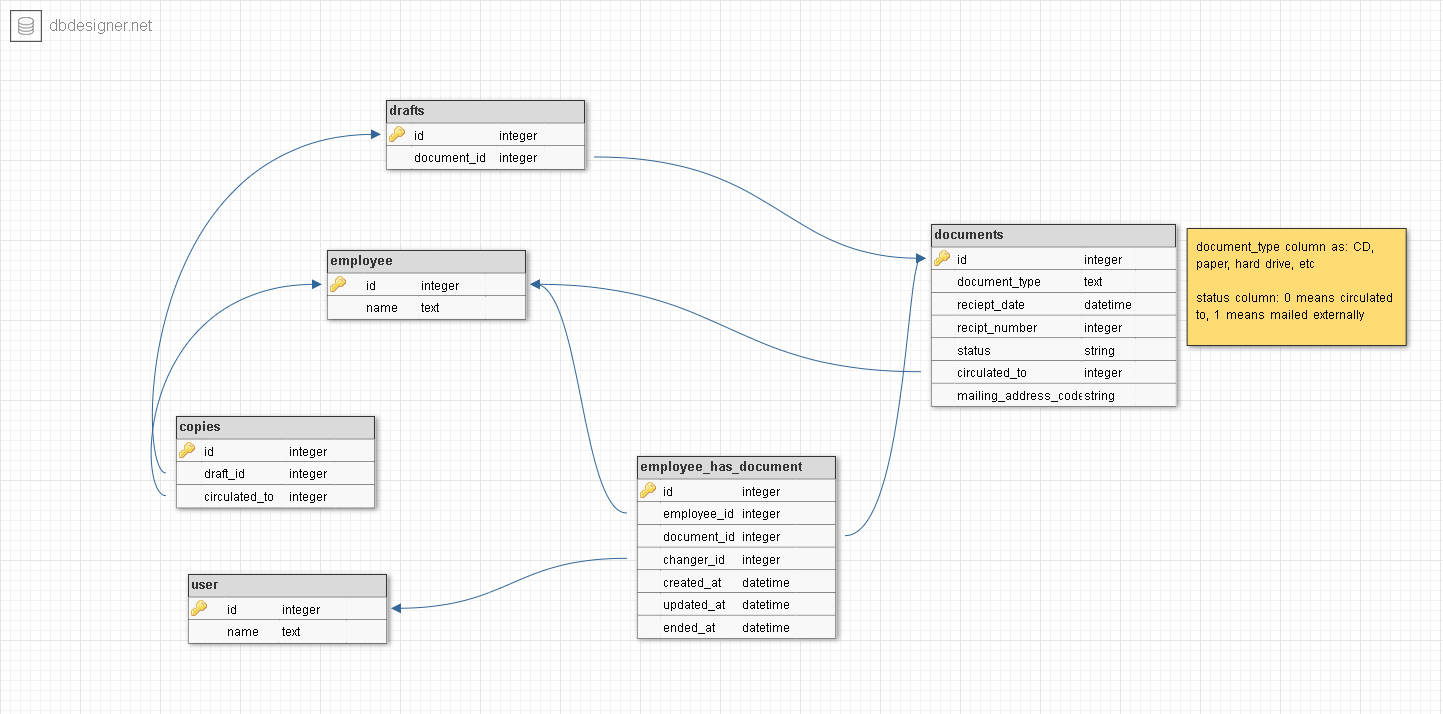 dbdesigner.net
drafts
id integer
document_id integer
employee
id integer
name text
documents
id integer
document_type text
reciept_date datetime
recipt_number integer
status string
circulated_to integer
mailing_address_code string
document_type column as: CD,
paper, hard drive, etc
status column: 0 means circulated
to, 1 means mailed externally
copies
id integer
draft_id integer
circulated_to integer
employee_has_document
id integer
employee_id integer
document_id integer
changer_id integer
created_at datetime
updated_at datetime
ended_at datetime
user
id integer
name text